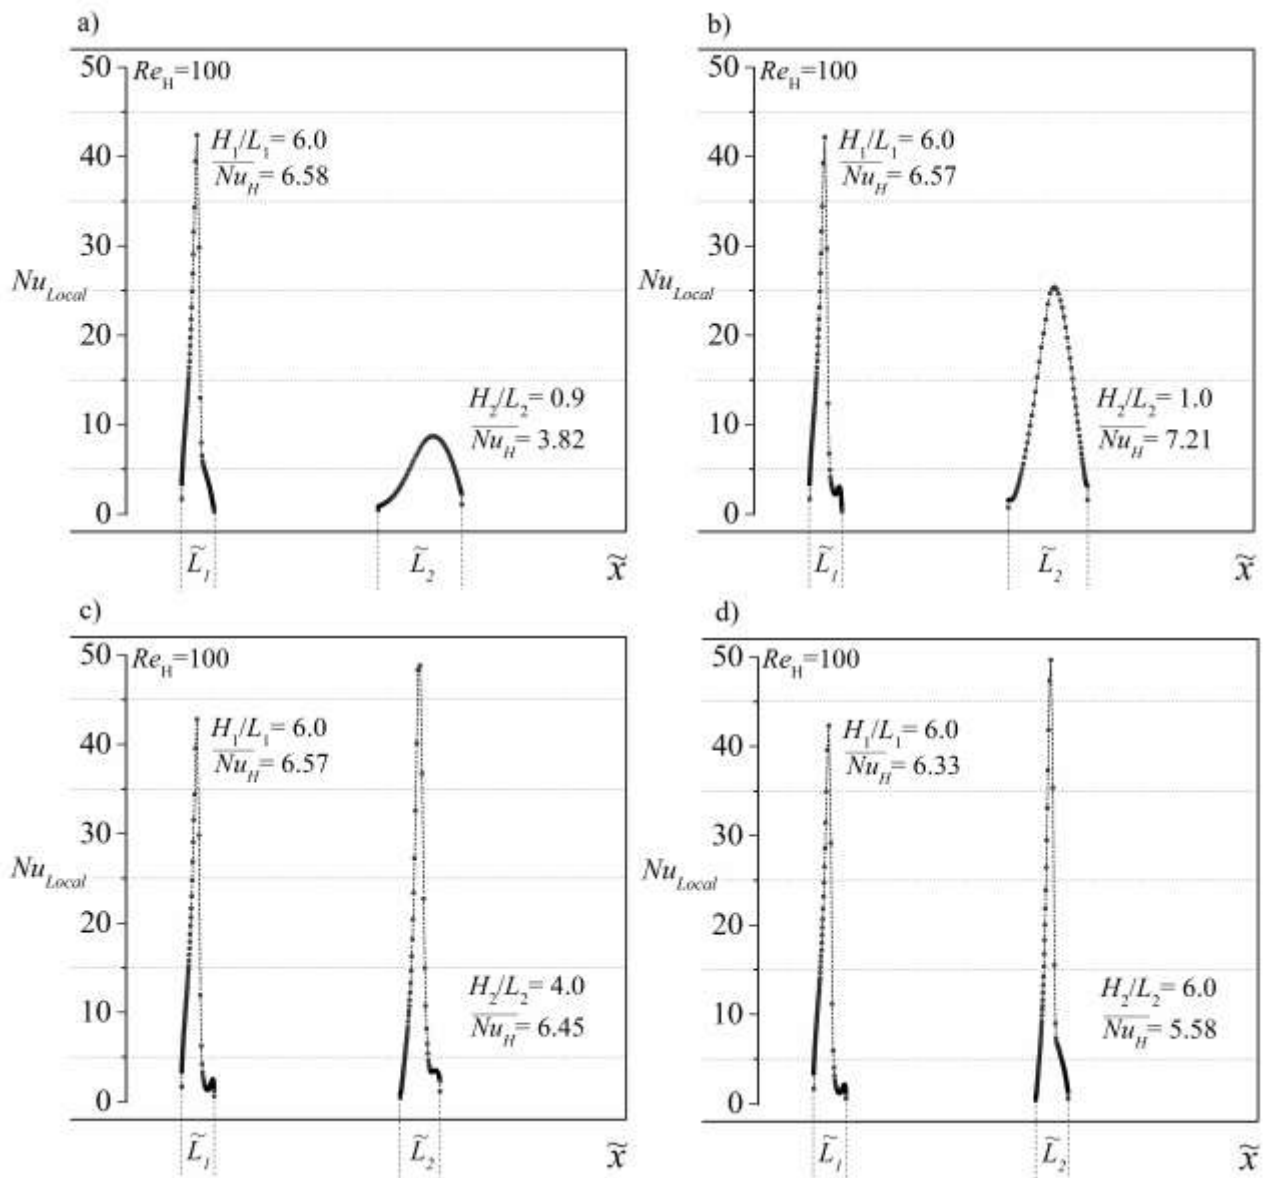 a)
50
Re_H=100
40
H_1/L_1= 6.0
Nu_H= 6.58
30
Nu_Local
20
10
H_2/L_2= 0.9
Nu_H= 3.82
0
L̃_1
L̃_2
x̃
b)
50
Re_H=100
40
H_1/L_1= 6.0
Nu_H= 6.57
30
Nu_Local
20
10
H_2/L_2= 1.0
Nu_H= 7.21
0
L̃_1
L̃_2
x̃
c)
50
Re_H=100
40
H_1/L_1= 6.0
Nu_H= 6.57
30
Nu_Local
20
10
H_2/L_2= 4.0
Nu_H= 6.45
0
L̃_1
L̃_2
x̃
d)
50
Re_H=100
40
H_1/L_1= 6.0
Nu_H= 6.33
30
Nu_Local
20
10
H_2/L_2= 6.0
Nu_H= 5.58
0
L̃_1
L̃_2
x̃